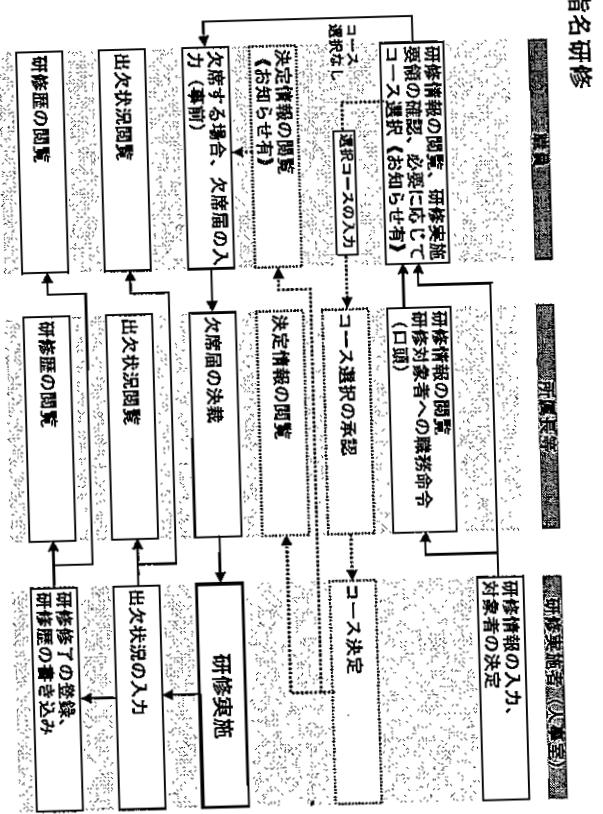 指名研修
職員
所属長等
研修実施者(人事室)
研修情報の入力、
対象者の決定
研修情報の閲覧
研修対象者への職務命令
(口頭)
研修情報の閲覧、研修実施
要領の確認、必要に応じて
コース選択《お知らせ有》
コース
選択なし
選択コースの入力
コース選択の承認
コース決定
決定情報の閲覧
《お知らせ有》
決定情報の閲覧
欠席する場合、欠席届の入
力(事前)
欠席届の決裁
研修実施
出欠状況閲覧
出欠状況閲覧
出欠状況の入力
研修歴の閲覧
研修歴の閲覧
研修修了の登録、
研修歴の書き込み